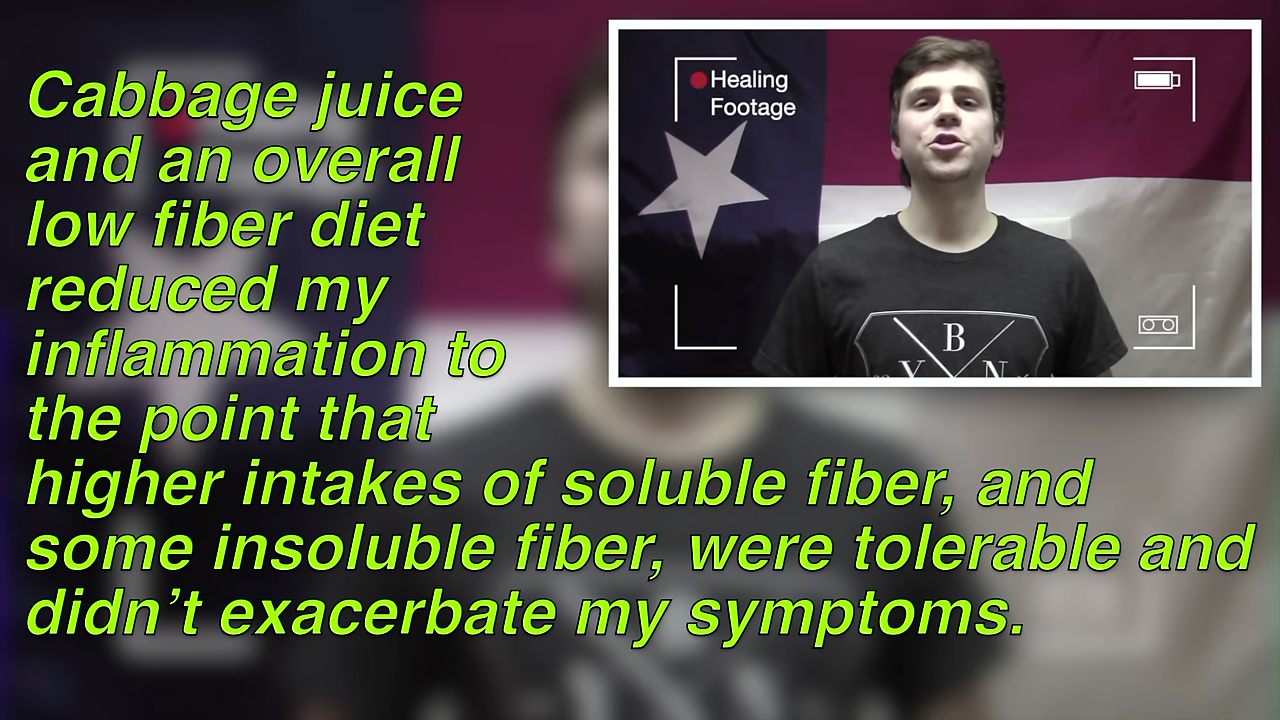 Cabbage juice
and an overall
low fiber diet
reduced my
inflammation to
the point that
higher intakes of soluble fiber, and
some insoluble fiber, were tolerable and
didn’t exacerbate my symptoms.
Healing
Footage
B
Y N